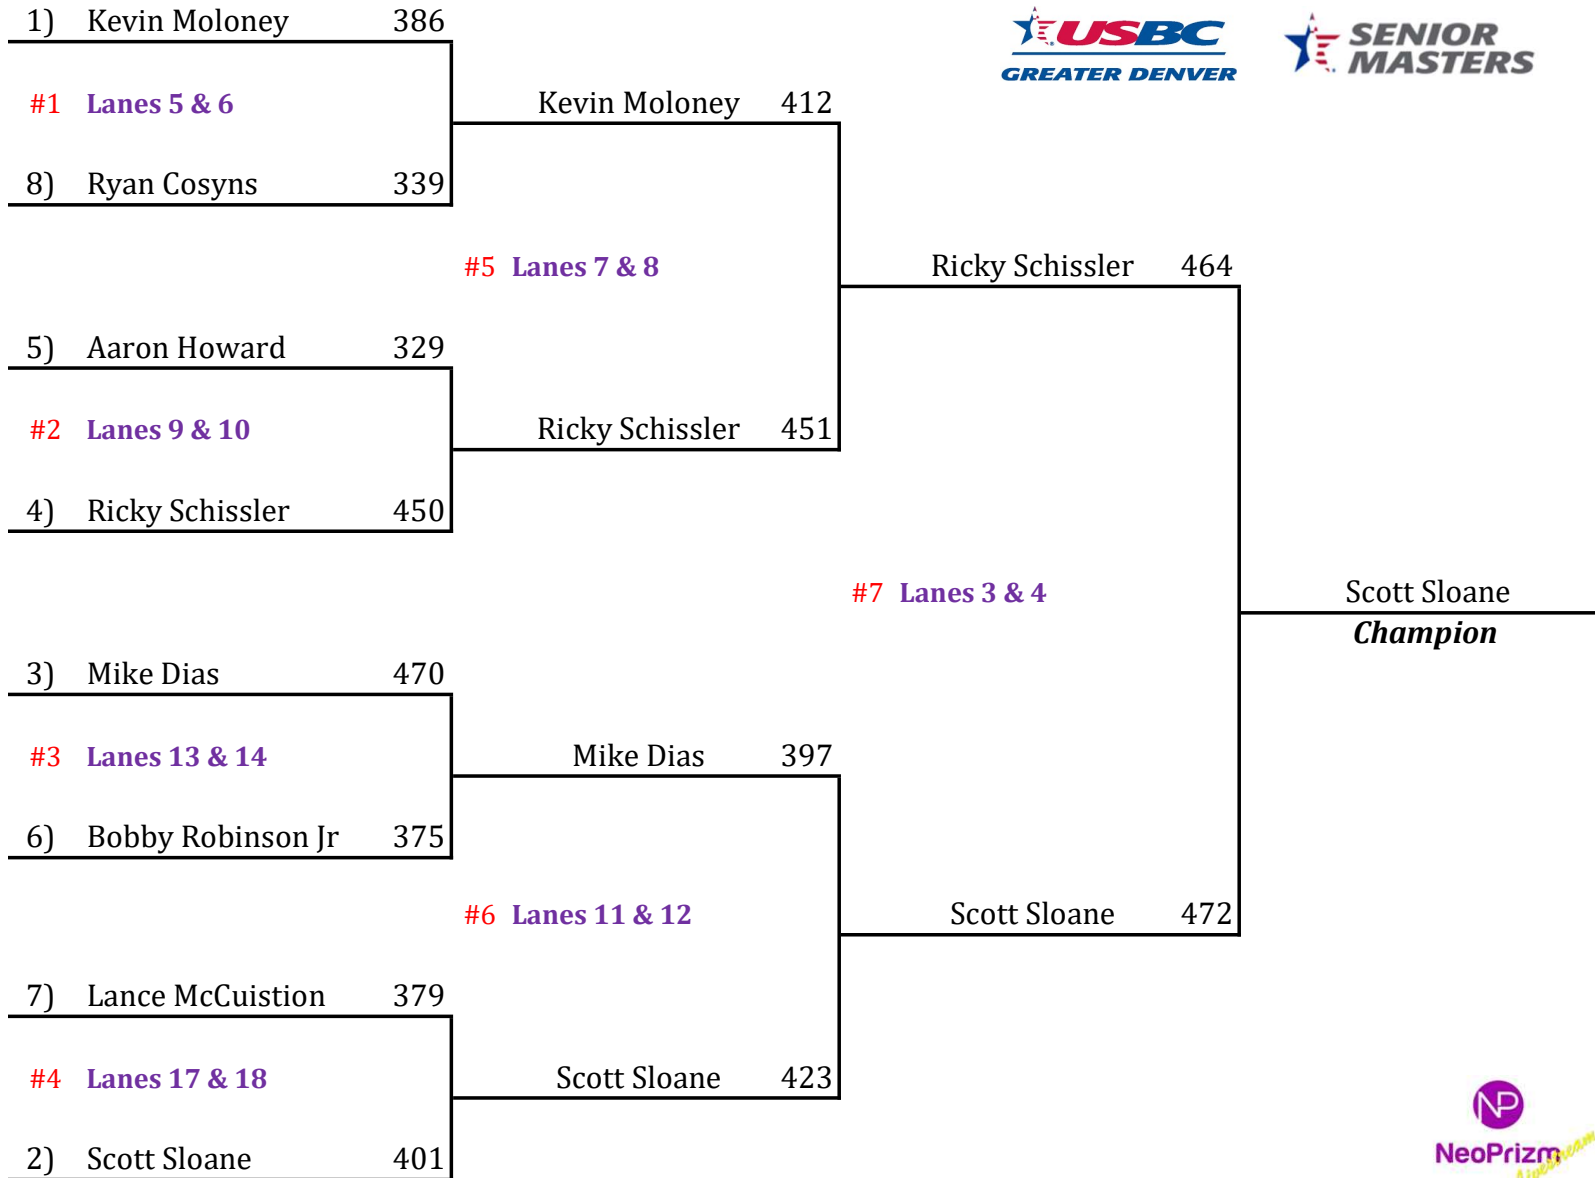 1) Kevin Moloney 386
USBC
GREATER DENVER
SENIOR
MASTERS
#1 Lanes 5 & 6
Kevin Moloney 412
8) Ryan Cosyns 339
#5 Lanes 7 & 8
Ricky Schissler 464
5) Aaron Howard 329
#2 Lanes 9 & 10
Ricky Schissler 451
4) Ricky Schissler 450
#7 Lanes 3 & 4
Scott Sloane
Champion
3) Mike Dias 470
#3 Lanes 13 & 14
Mike Dias 397
6) Bobby Robinson Jr 375
#6 Lanes 11 & 12
Scott Sloane 472
7) Lance McCuistion 379
#4 Lanes 17 & 18
Scott Sloane 423
2) Scott Sloane 401
NP
NeoPrizm
Livestream